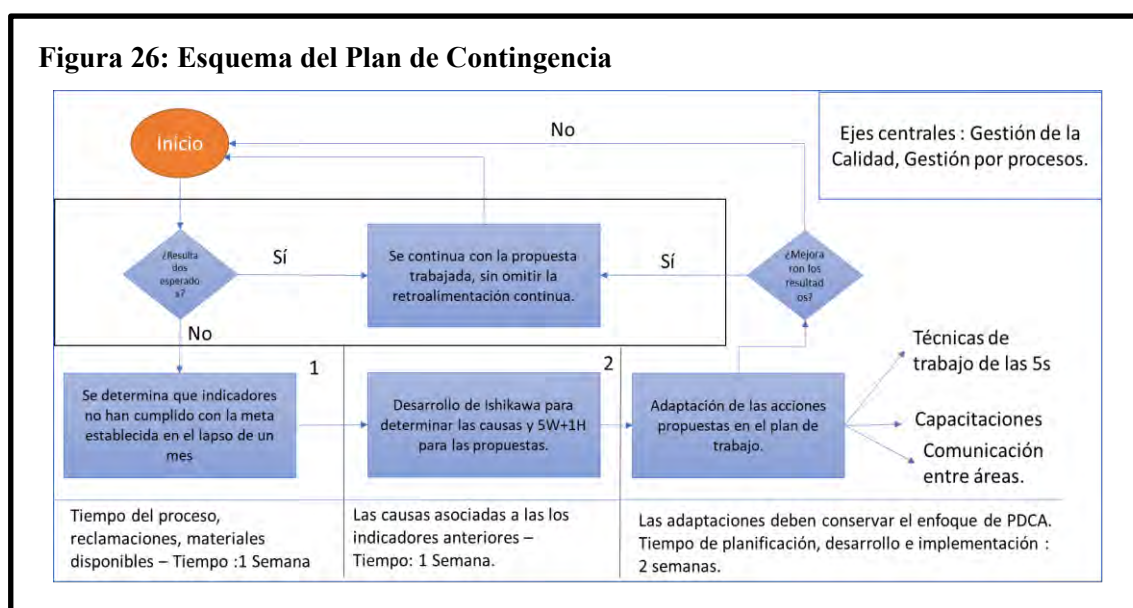 Figura 26: Esquema del Plan de Contingencia
Inicio
No
Ejes centrales : Gestión de la
Calidad, Gestión por procesos.
¿Resulta
dos
esperado
s?
Sí
Se continua con la propuesta
trabajada, sin omitir la
retroalimentación continua.
Sí
¿Mejora
ron los
resultad
os?
No
1
Se determina que indicadores
no han cumplido con la meta
establecida en el lapso de un
mes
2
Desarrollo de Ishikawa para
determinar las causas y 5W+1H
para las propuestas.
Adaptación de las acciones
propuestas en el plan de
trabajo.
Técnicas de
trabajo de las 5s
Capacitaciones
Comunicación
entre áreas.
Tiempo del proceso,
reclamaciones, materiales
disponibles – Tiempo :1 Semana
Las causas asociadas a las los
indicadores anteriores –
Tiempo: 1 Semana.
Las adaptaciones deben conservar el enfoque de PDCA.
Tiempo de planificación, desarrollo e implementación :
2 semanas.